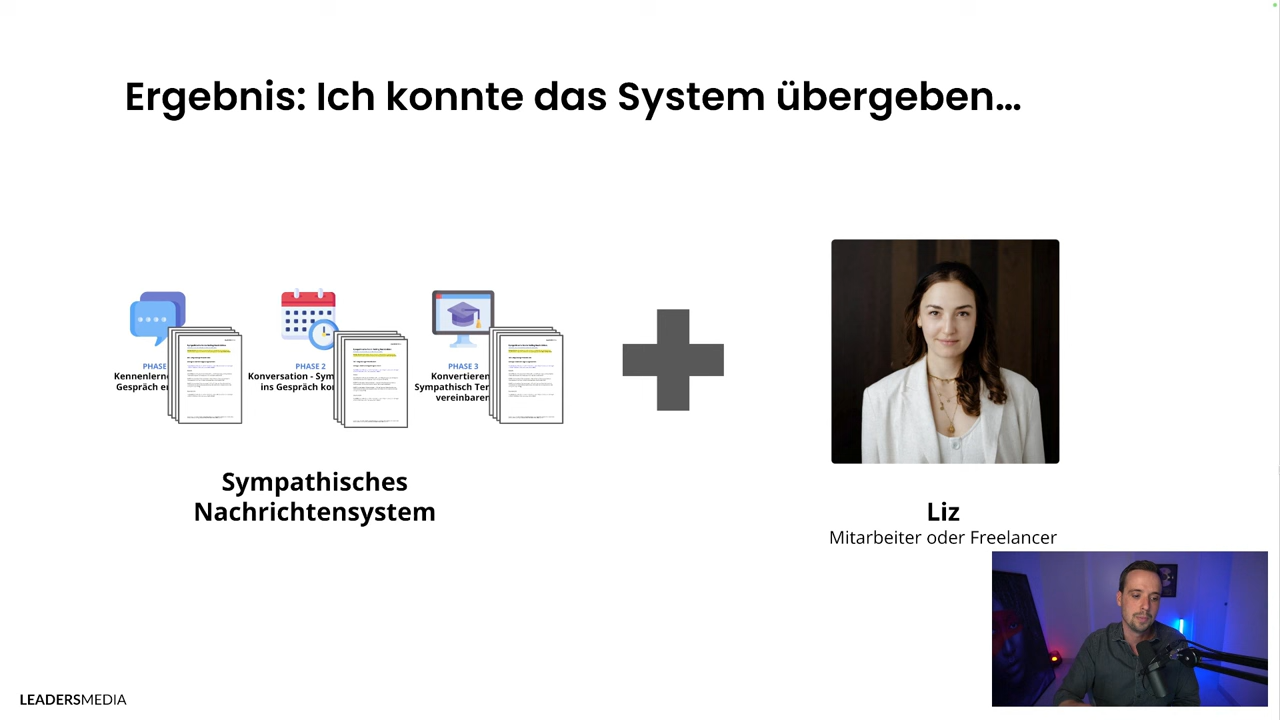 Ergebnis: Ich konnte das System übergeben...
PHASE
Kennenlern
Gespräch e
PHASE 2
Konversation - Sym
ins Gespräch ko
PHASE 3
Konvertieren
Sympathisch Ter
vereinbaren
Sympathisches
Nachrichtensystem
Liz
Mitarbeiter oder Freelancer
LEADERSMEDIA